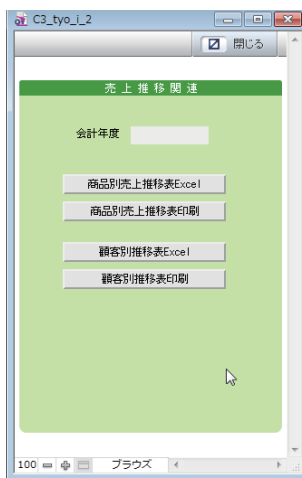 C3_tyo_i_2
閉じる
売上推移関連
会計年度
商品別売上推移表Excel
商品別売上推移表印刷
顧客別推移表Excel
顧客別推移表印刷
100 ブラウズ